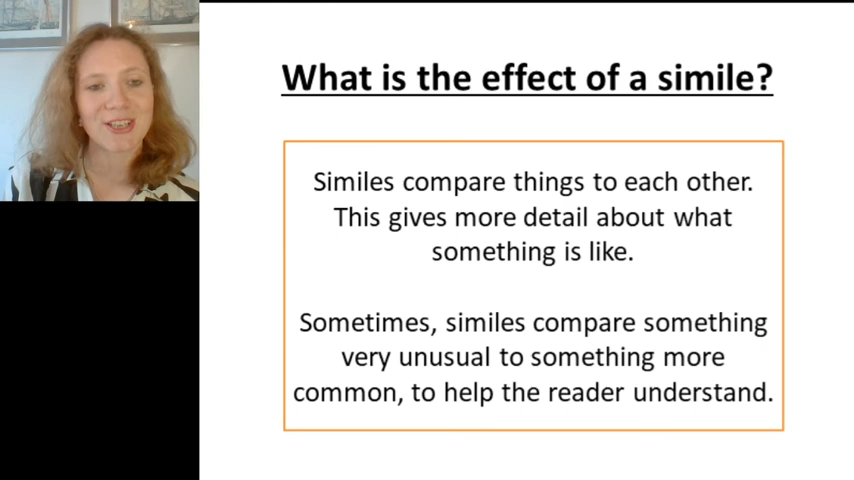 What is the effect of a simile?
Similes compare things to each other.
This gives more detail about what
something is like.
Sometimes, similes compare something
very unusual to something more
common, to help the reader understand.